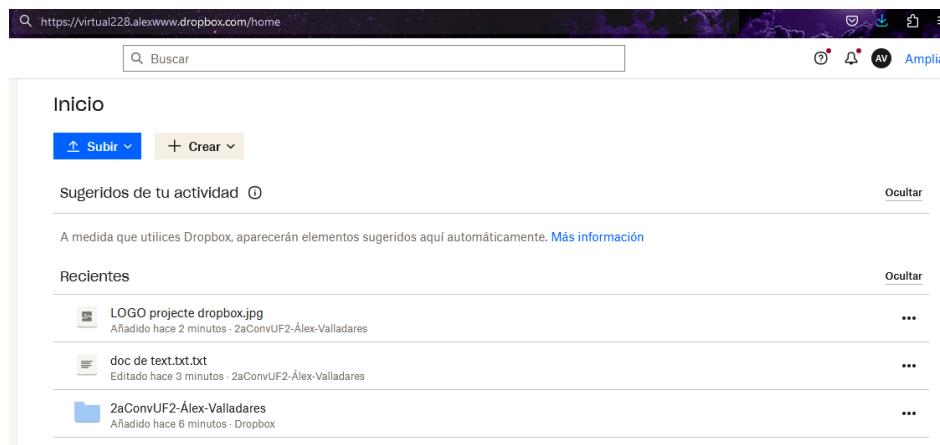 https://virtual228.alexwww.dropbox.com/home
Buscar
AV
Amplia
Inicio
Subir
Crear
Sugeridos de tu actividad
Ocultar
A medida que utilices Dropbox, aparecerán elementos sugeridos aquí automáticamente. Más información
Recientes
Ocultar
LOGO projecte dropbox.jpg
Añadido hace 2 minutos · 2aConvUF2-Álex-Valladares
doc de text.txt.txt
Editado hace 3 minutos · 2aConvUF2-Álex-Valladares
2aConvUF2-Álex-Valladares
Añadido hace 6 minutos · Dropbox